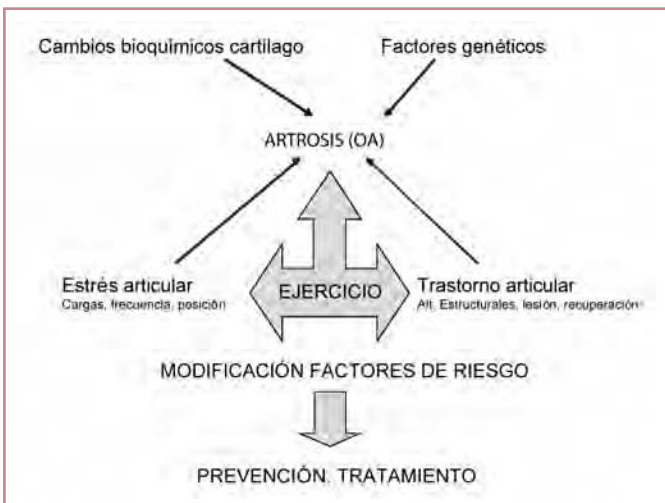 Cambios bioquímicos cartílago
Factores genéticos
ARTROSIS (OA)
Estrés articular
Cargas, frecuencia, posición
EJERCICIO
Trastorno articular
Alt. Estructurales, lesión, recuperación
MODIFICACIÓN FACTORES DE RIESGO
PREVENCIÓN. TRATAMIENTO